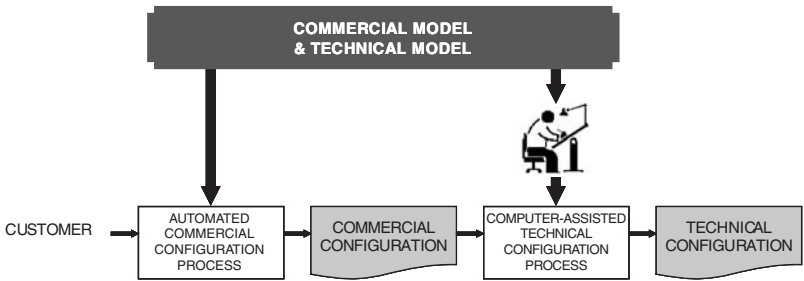 COMMERCIAL MODEL
& TECHNICAL MODEL
CUSTOMER
AUTOMATED
COMMERCIAL
CONFIGURATION
PROCESS
COMMERCIAL
CONFIGURATION
COMPUTER-ASSISTED
TECHNICAL
CONFIGURATION
PROCESS
TECHNICAL
CONFIGURATION